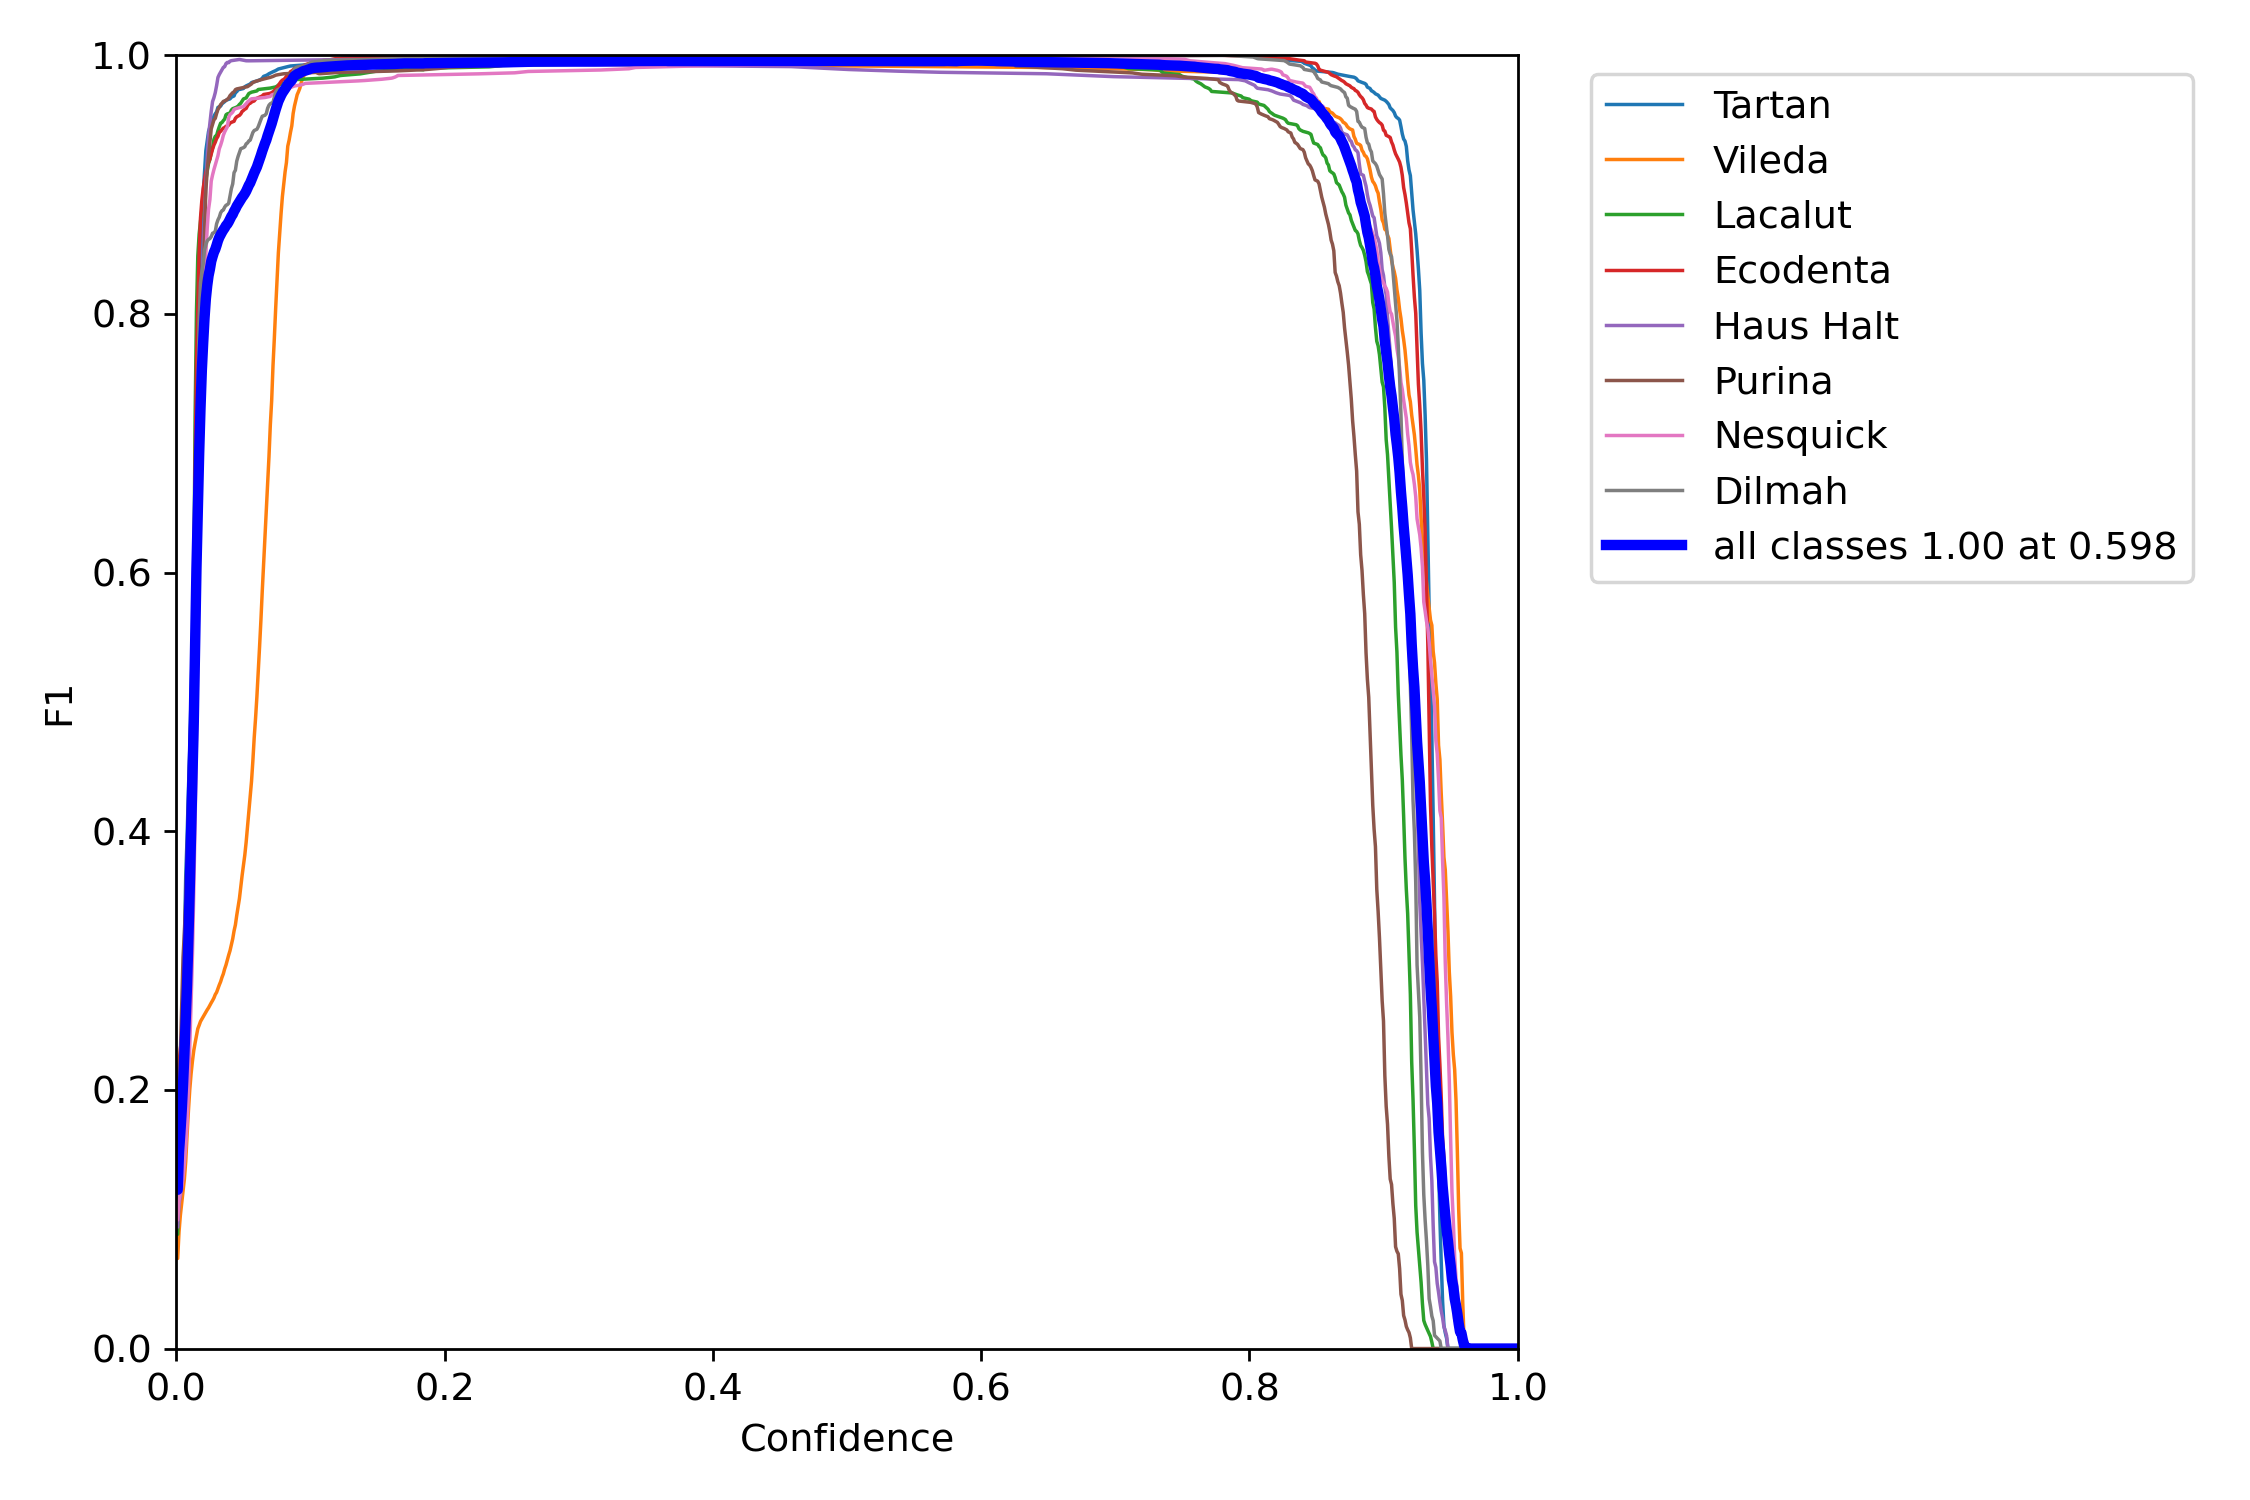 1.0
0.8
0.6
0.4
0.2
0.0
F1
0.0 0.2 0.4 0.6 0.8 1.0
Confidence
Tartan
Vileda
Lacalut
Ecodenta
Haus Halt
Purina
Nesquick
Dilmah
all classes 1.00 at 0.598